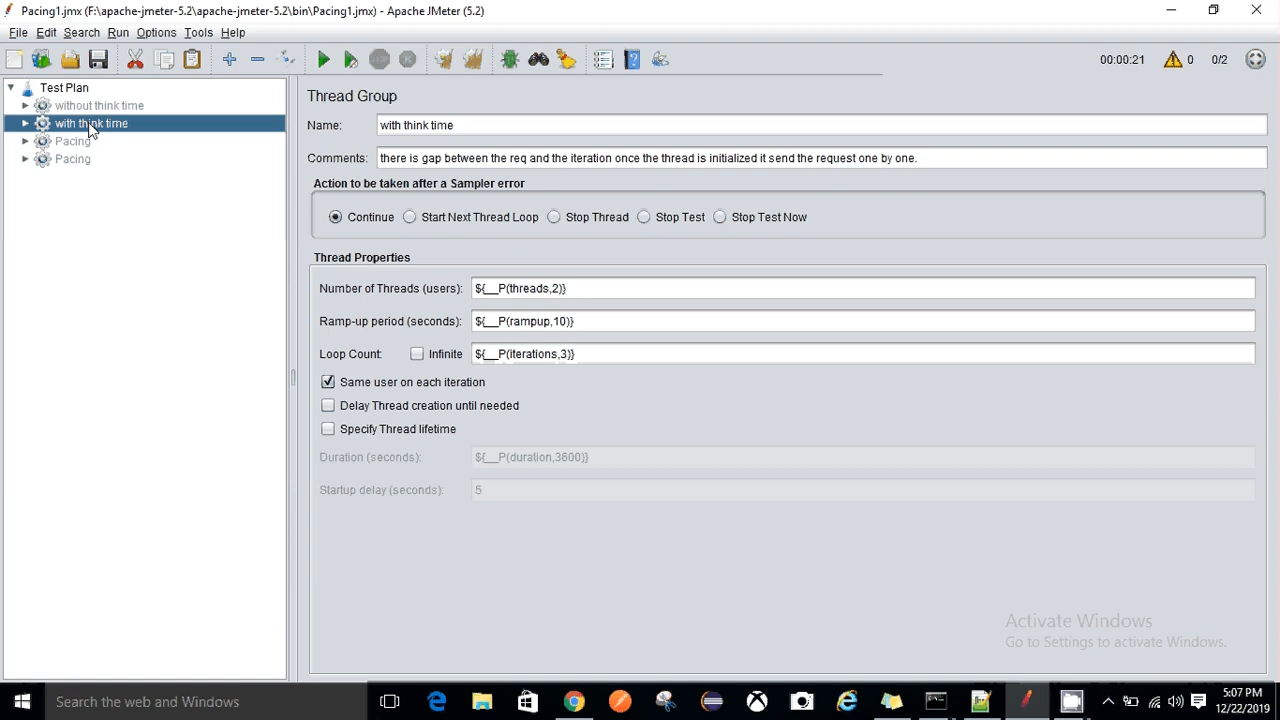 Pacing1.jmx (F:\apache-jmeter-5.2\apache-jmeter-5.2\bin\Pacing1.jmx) - Apache JMeter (5.2)
File Edit Search Run Options Tools Help
00:00:21 0 0/2
Test Plan
without think time
with think time
Pacing
Pacing
Thread Group
Name: with think time
Comments: there is gap between the req and the iteration once the thread is initialized it send the request one by one.
Action to be taken after a Sampler error
Continue Start Next Thread Loop Stop Thread Stop Test Stop Test Now
Thread Properties
Number of Threads (users): ${__P(threads,2)}
Ramp-up period (seconds): ${__P(rampup,10)}
Loop Count: Infinite ${__P(iterations,3)}
Same user on each iteration
Delay Thread creation until needed
Specify Thread lifetime
Duration (seconds): ${__P(duration,3600)}
Startup delay (seconds): 5
Activate Windows
Go to Settings to activate Windows.
Search the web and Windows
5:07 PM
12/22/2019